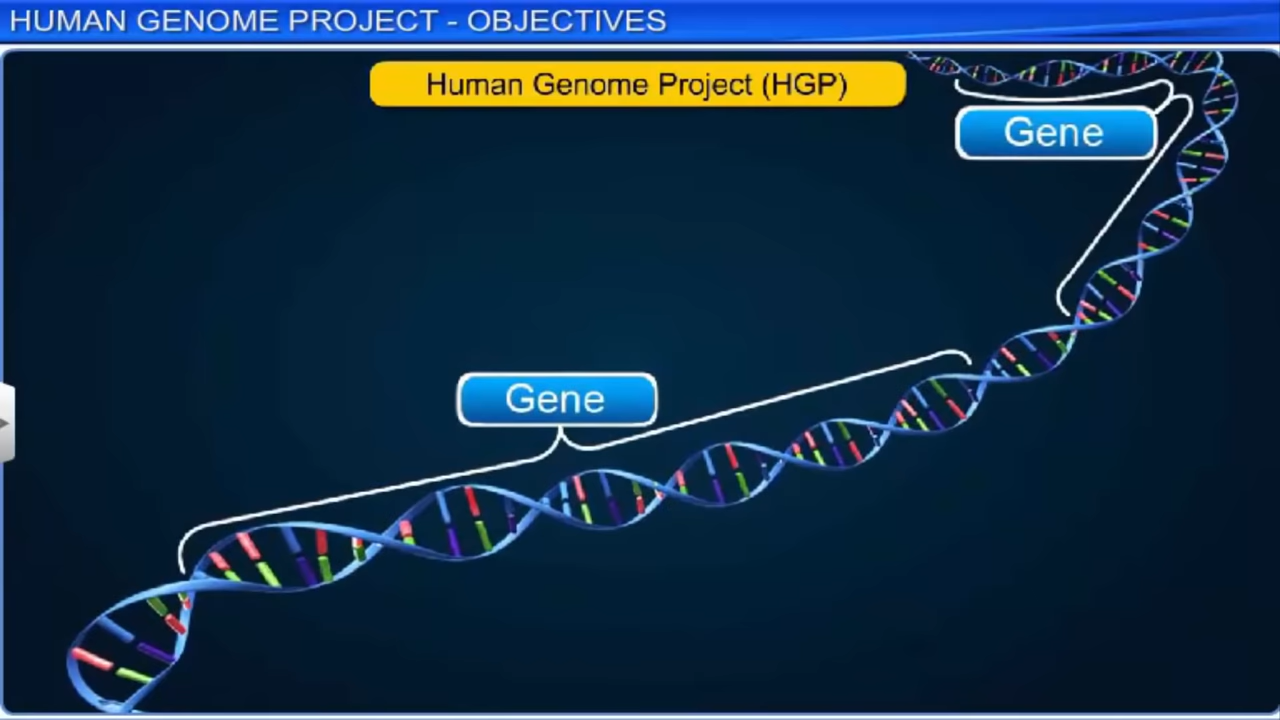 HUMAN GENOME PROJECT - OBJECTIVES
Human Genome Project (HGP)
Gene
Gene